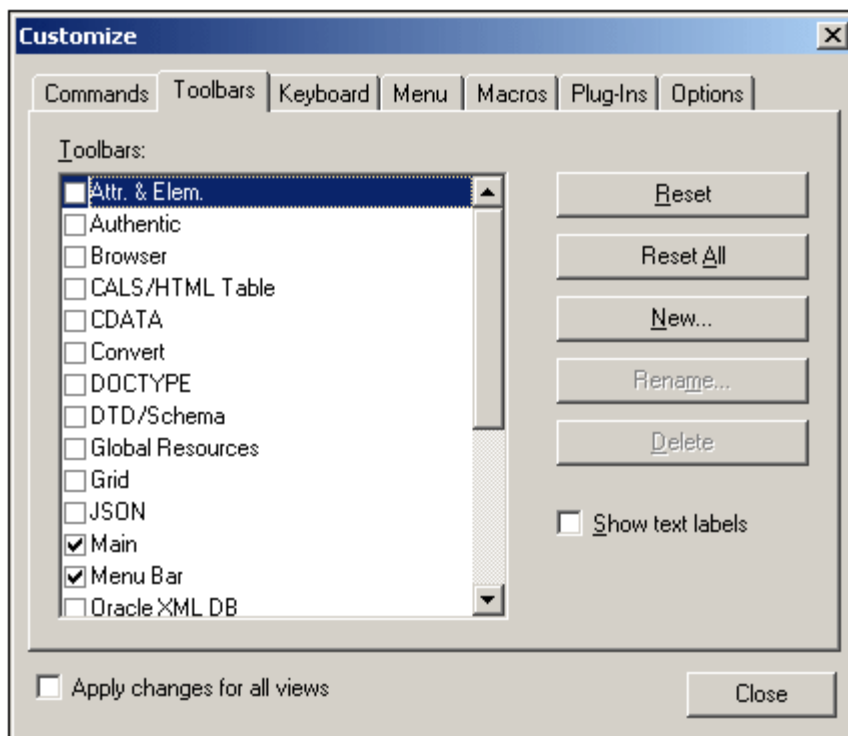 Customize
Commands Toolbars Keyboard Menu Macros Plug-Ins Options
Toolbars:
Attr. & Elem.
Authentic
Browser
CALS/HTML Table
CDATA
Convert
DOCTYPE
DTD/Schema
Global Resources
Grid
JSON
Main
Menu Bar
Oracle XML DB
Reset
Reset All
New...
Rename...
Delete
Show text labels
Apply changes for all views
Close